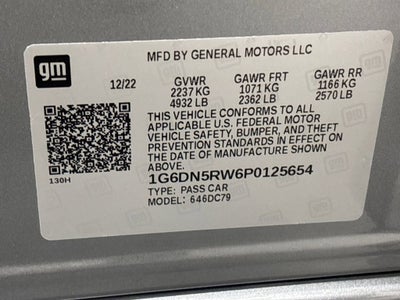 gm
MFD BY GENERAL MOTORS LLC
12/22 GVWR GAWR FRT GAWR RR
2237 KG 1071 KG 1166 KG
4932 LB 2362 LB 2570 LB
THIS VEHICLE CONFORMS TO ALL
APPLICABLE U.S. FEDERAL MOTOR
VEHICLE SAFETY, BUMPER, AND THEFT
PREVENTION STANDARDS IN EFFECT ON
THE DATE OF MANUFACTURE SHOWN
ABOVE.
130H
1G6DN5RW6P0125654
TYPE: PASS CAR
MODEL: 646DC79